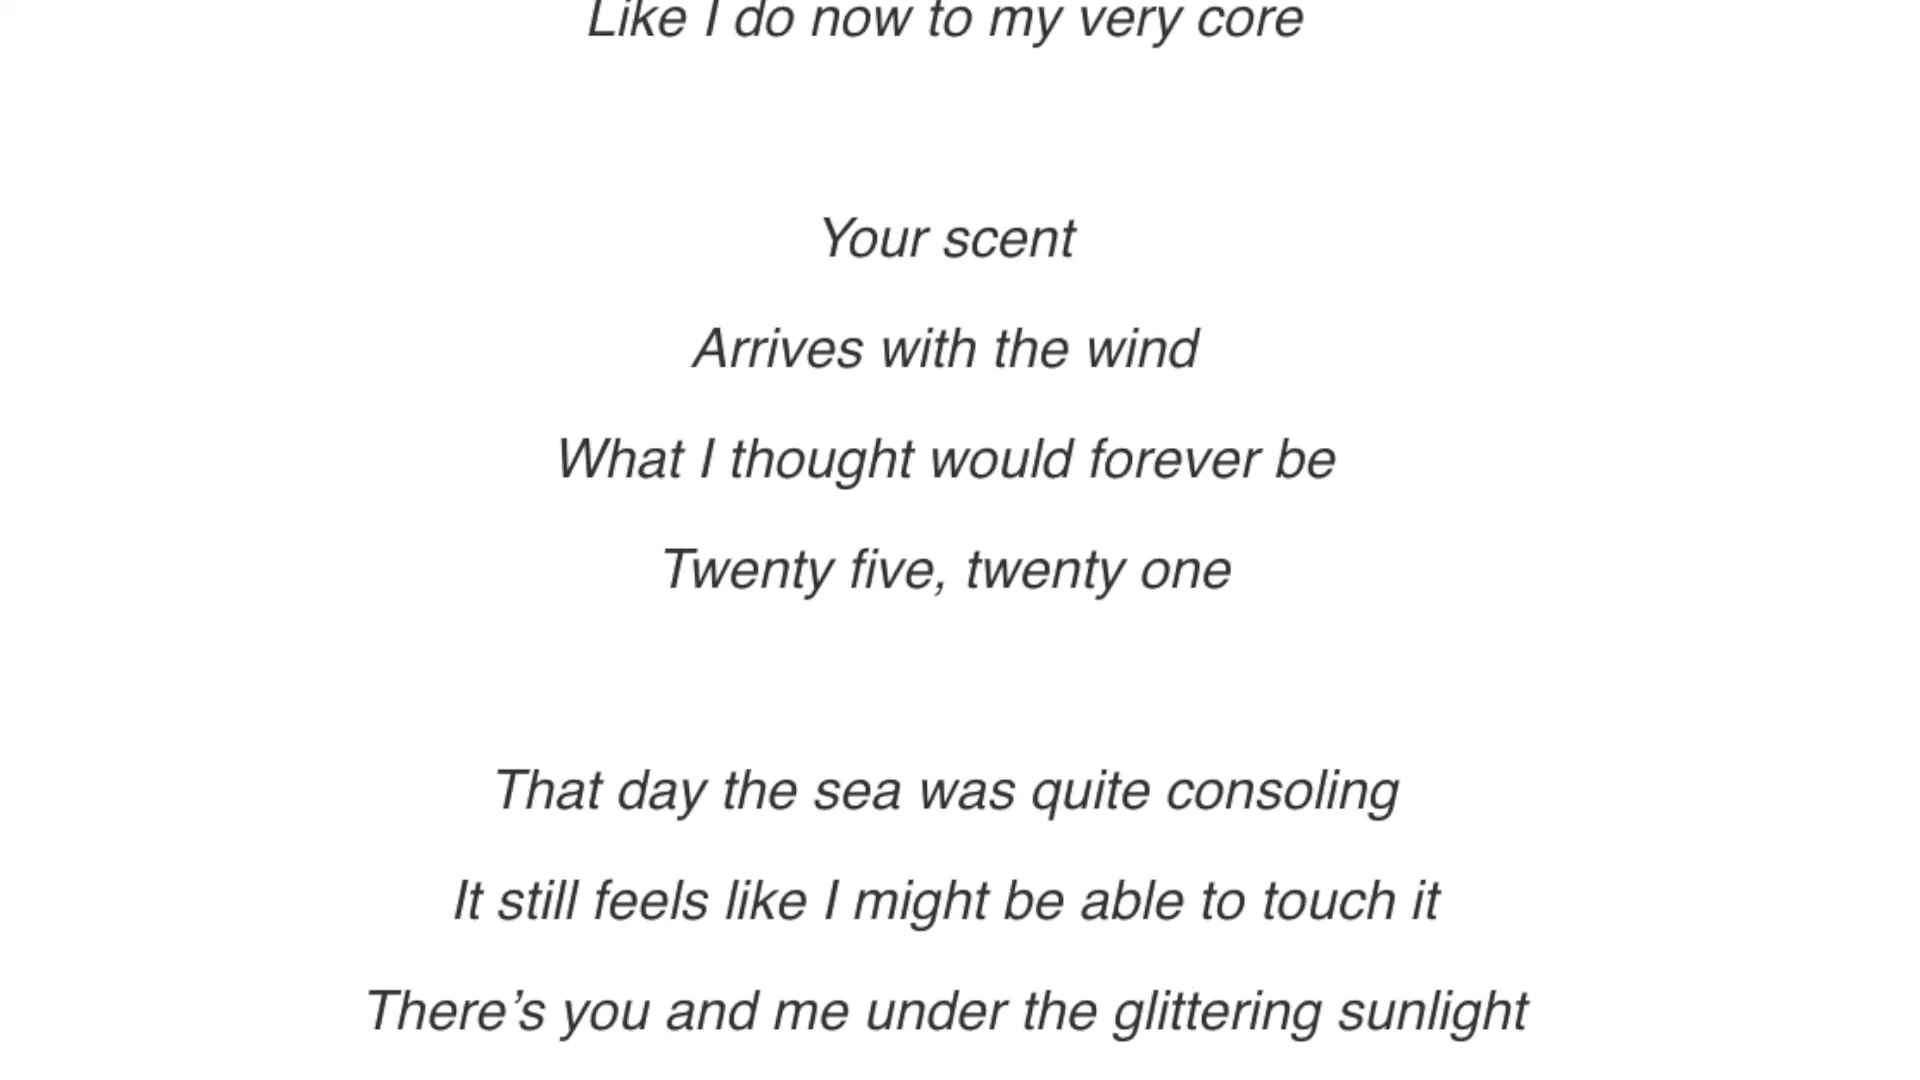 Like I do now to my very core
Your scent
Arrives with the wind
What I thought would forever be
Twenty five, twenty one
That day the sea was quite consoling
It still feels like I might be able to touch it
There’s you and me under the glittering sunlight